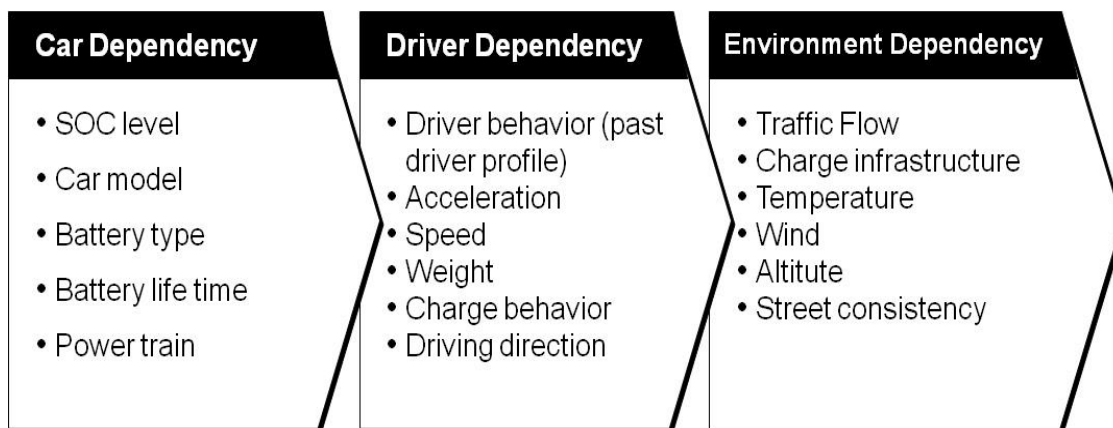 Car Dependency
• SOC level
• Car model
• Battery type
• Battery life time
• Power train
Driver Dependency
• Driver behavior (past
driver profile)
• Acceleration
• Speed
• Weight
• Charge behavior
• Driving direction
Environment Dependency
• Traffic Flow
• Charge infrastructure
• Temperature
• Wind
• Altitute
• Street consistency